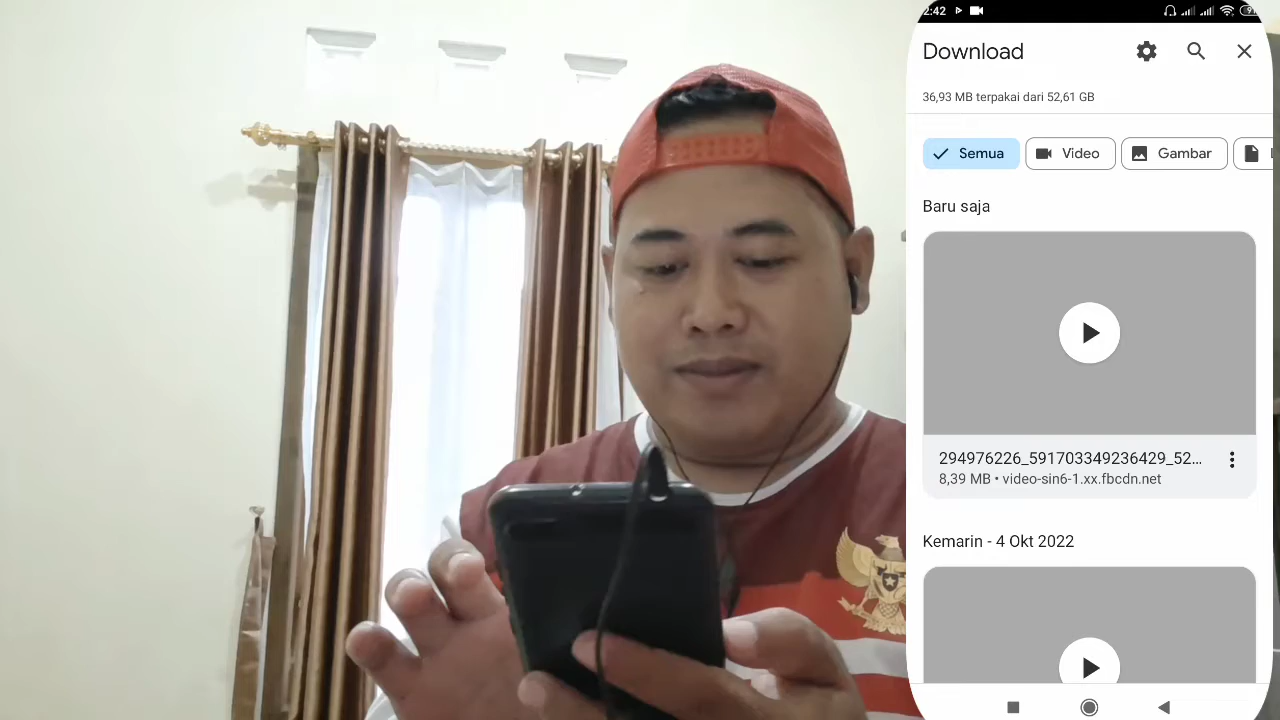 2:42
Download
36,93 MB terpakai dari 52,61 GB
Semua
Video
Gambar
Baru saja
294976226_591703349236429_52...
8,39 MB • video-sin6-1.xx.fbcdn.net
Kemarin - 4 Okt 2022